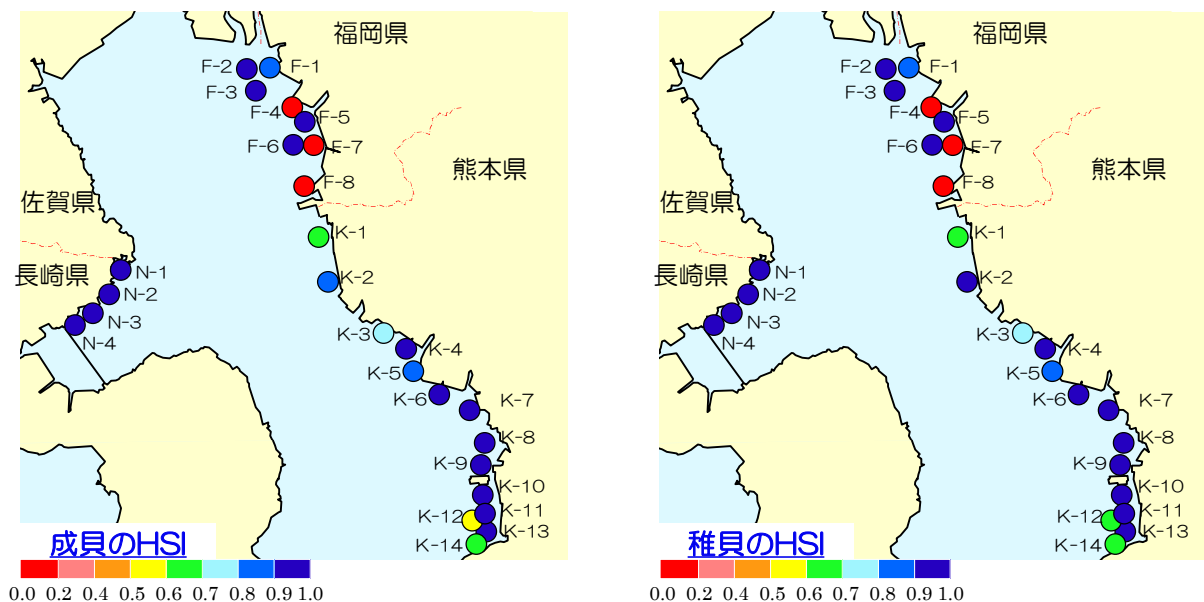 福岡県
F-2
F-1
F-3
F-4
F-5
F-6
F-7
熊本県
F-8
佐賀県
K-1
長崎県
N-1
K-2
N-2
N-3
K-3
N-4
K-4
K-5
K-6
K-7
K-8
K-9
K-10
K-11
K-12
K-13
成貝のHSI
K-14
0.0 0.2 0.4 0.5 0.6 0.7 0.8 0.9 1.0
福岡県
F-2
F-1
F-3
F-4
F-5
F-6
F-7
熊本県
F-8
佐賀県
K-1
長崎県
N-1
K-2
N-2
N-3
K-3
N-4
K-4
K-5
K-6
K-7
K-8
K-9
K-10
K-11
K-12
K-13
稚貝のHSI
K-14
0.0 0.2 0.4 0.5 0.6 0.7 0.8 0.9 1.0